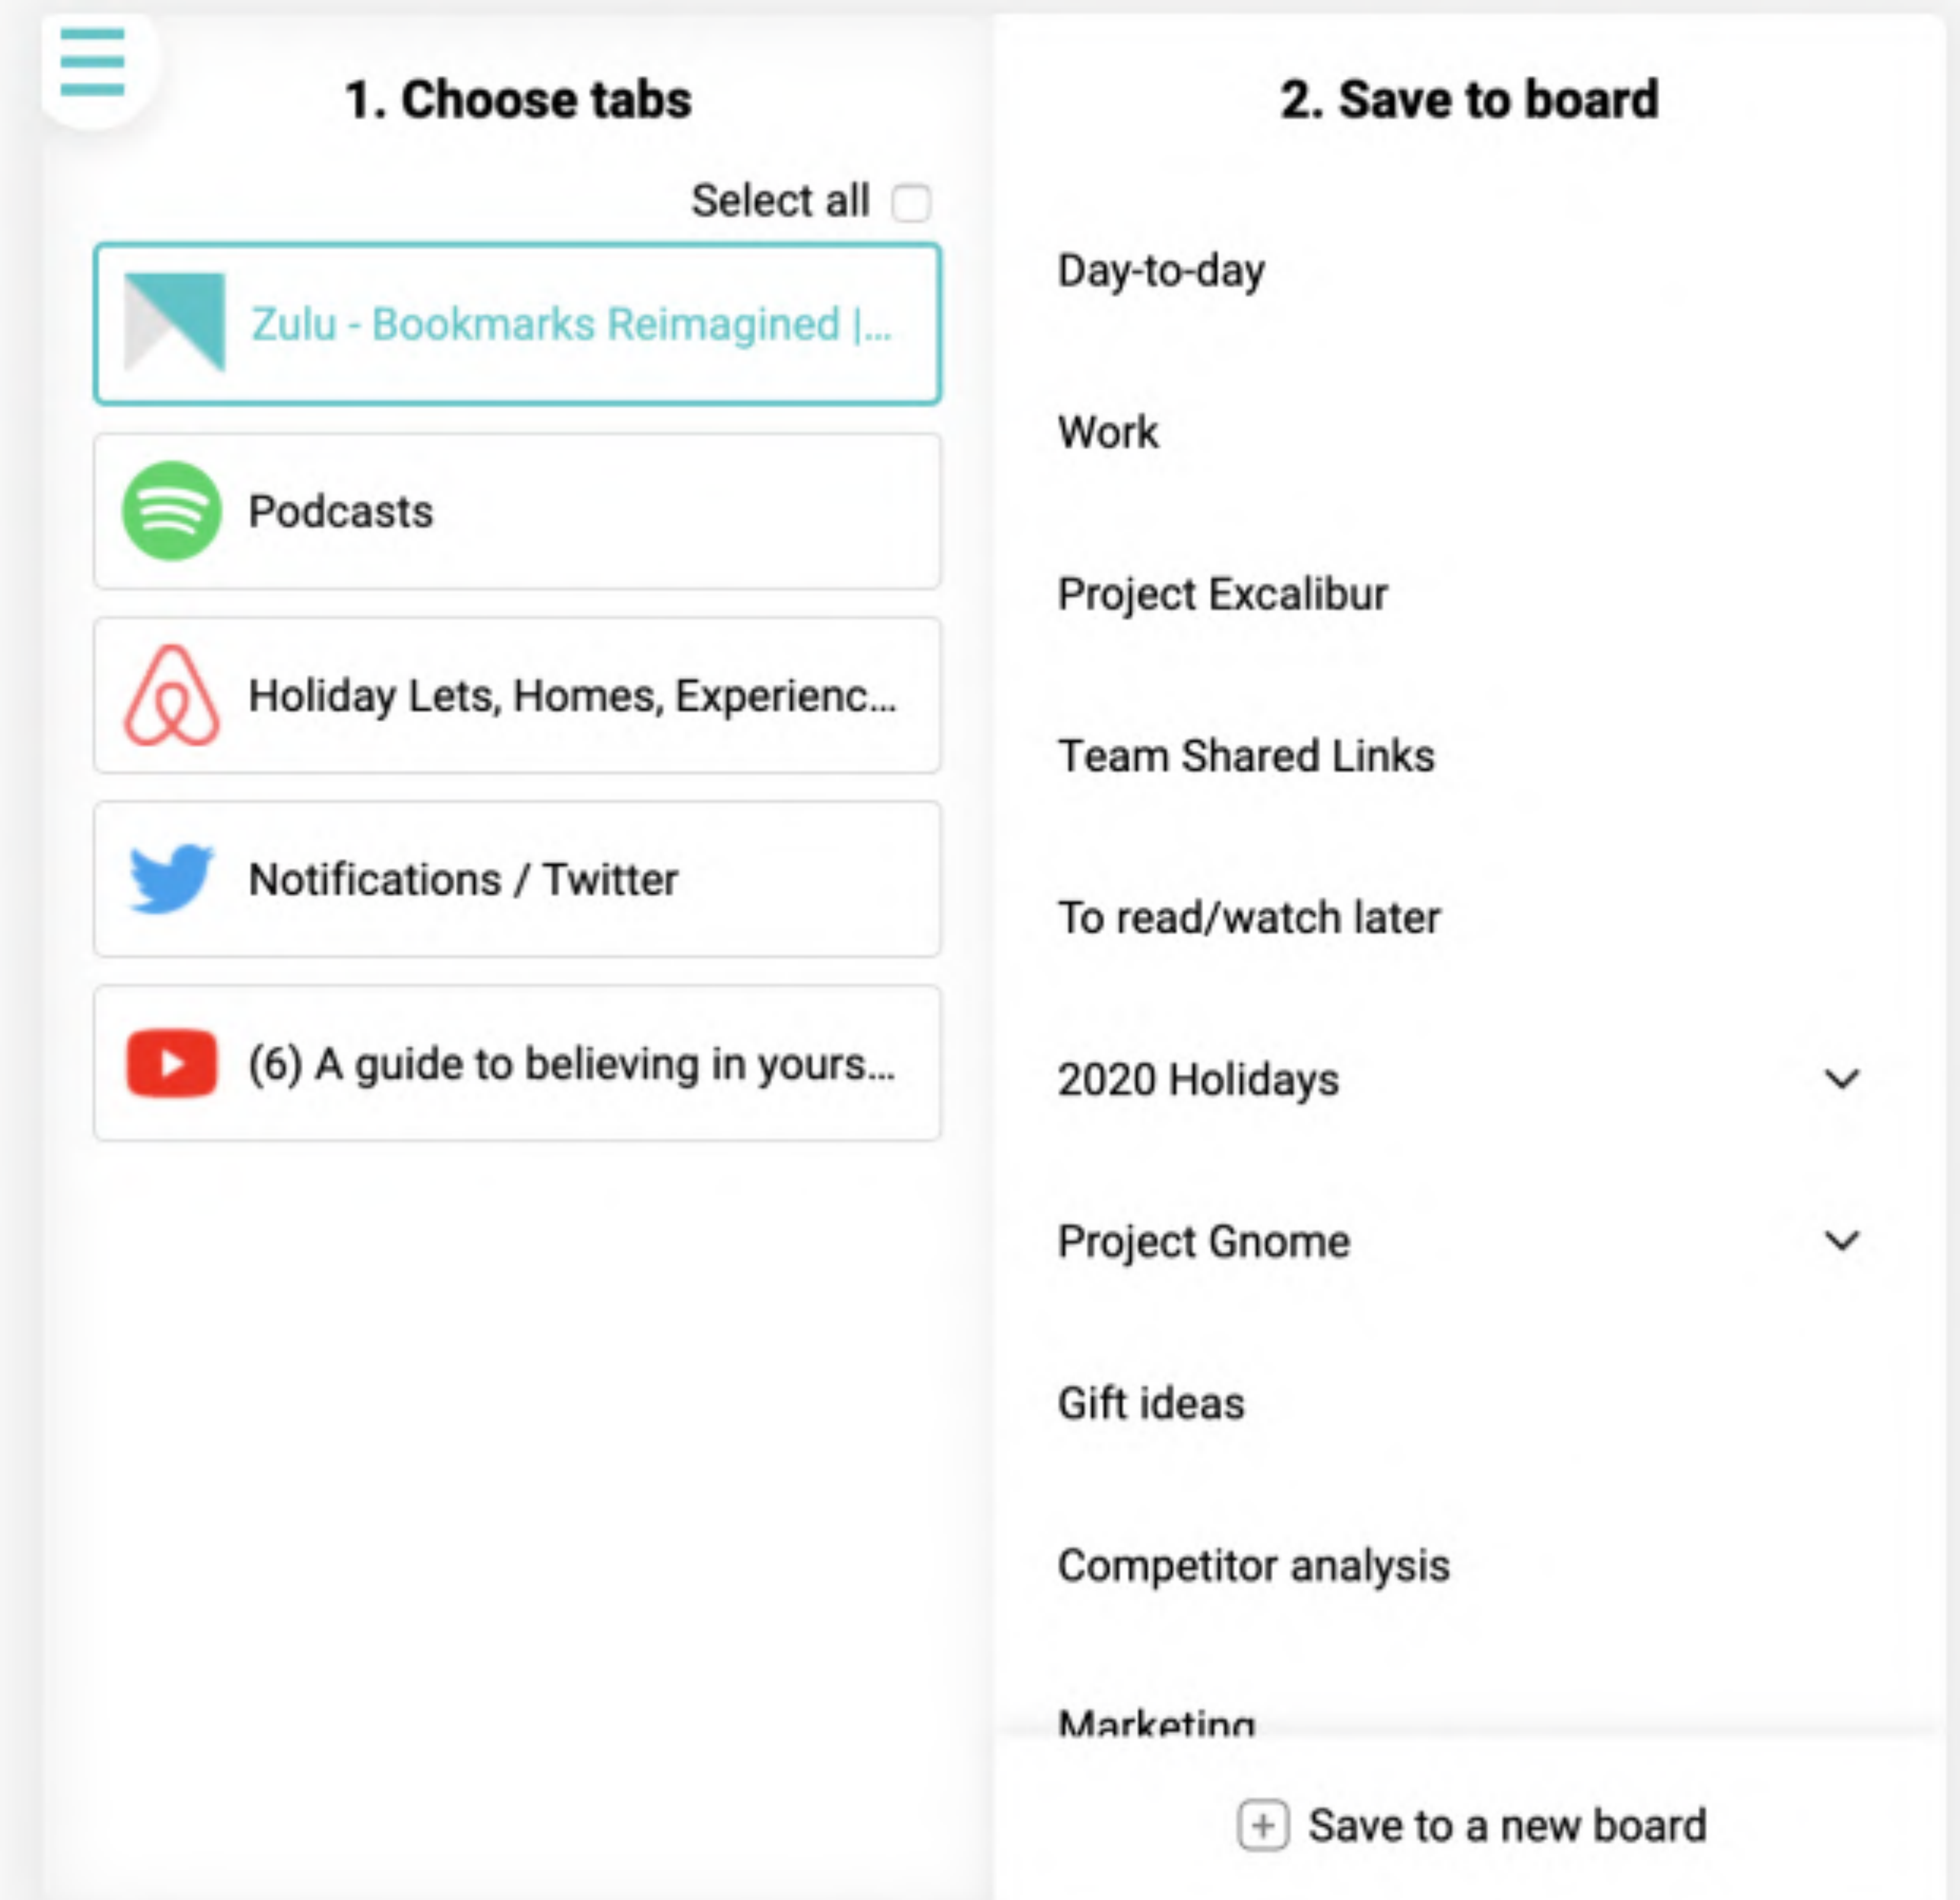 1. Choose tabs
Select all
Zulu - Bookmarks Reimagined |...
Podcasts
Holiday Lets, Homes, Experienc...
Notifications / Twitter
(6) A guide to believing in yours...
2. Save to board
Day-to-day
Work
Project Excalibur
Team Shared Links
To read/watch later
2020 Holidays
Project Gnome
Gift ideas
Competitor analysis
Marketing
Save to a new board